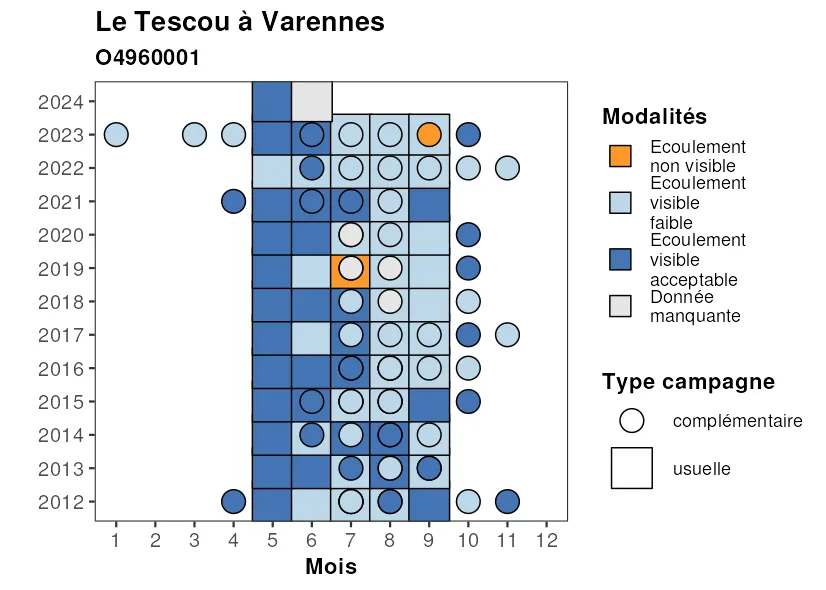 Le Tescou à Varennes
O4960001
2024
2023
2022
2021
2020
2019
2018
2017
2016
2015
2014
2013
2012
1 2 3 4 5 6 7 8 9 10 11 12
Mois
Modalités
Ecoulement
non visible
Ecoulement
visible
faible
Ecoulement
visible
acceptable
Donnée
manquante
Type campagne
complémentaire
usuelle